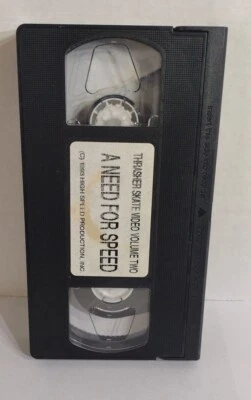 THRASHER SKATE VIDEO VOLUME TWO
A NEED FOR SPEED
(C) 1989 HIGH SPEED PRODUCTION, INC